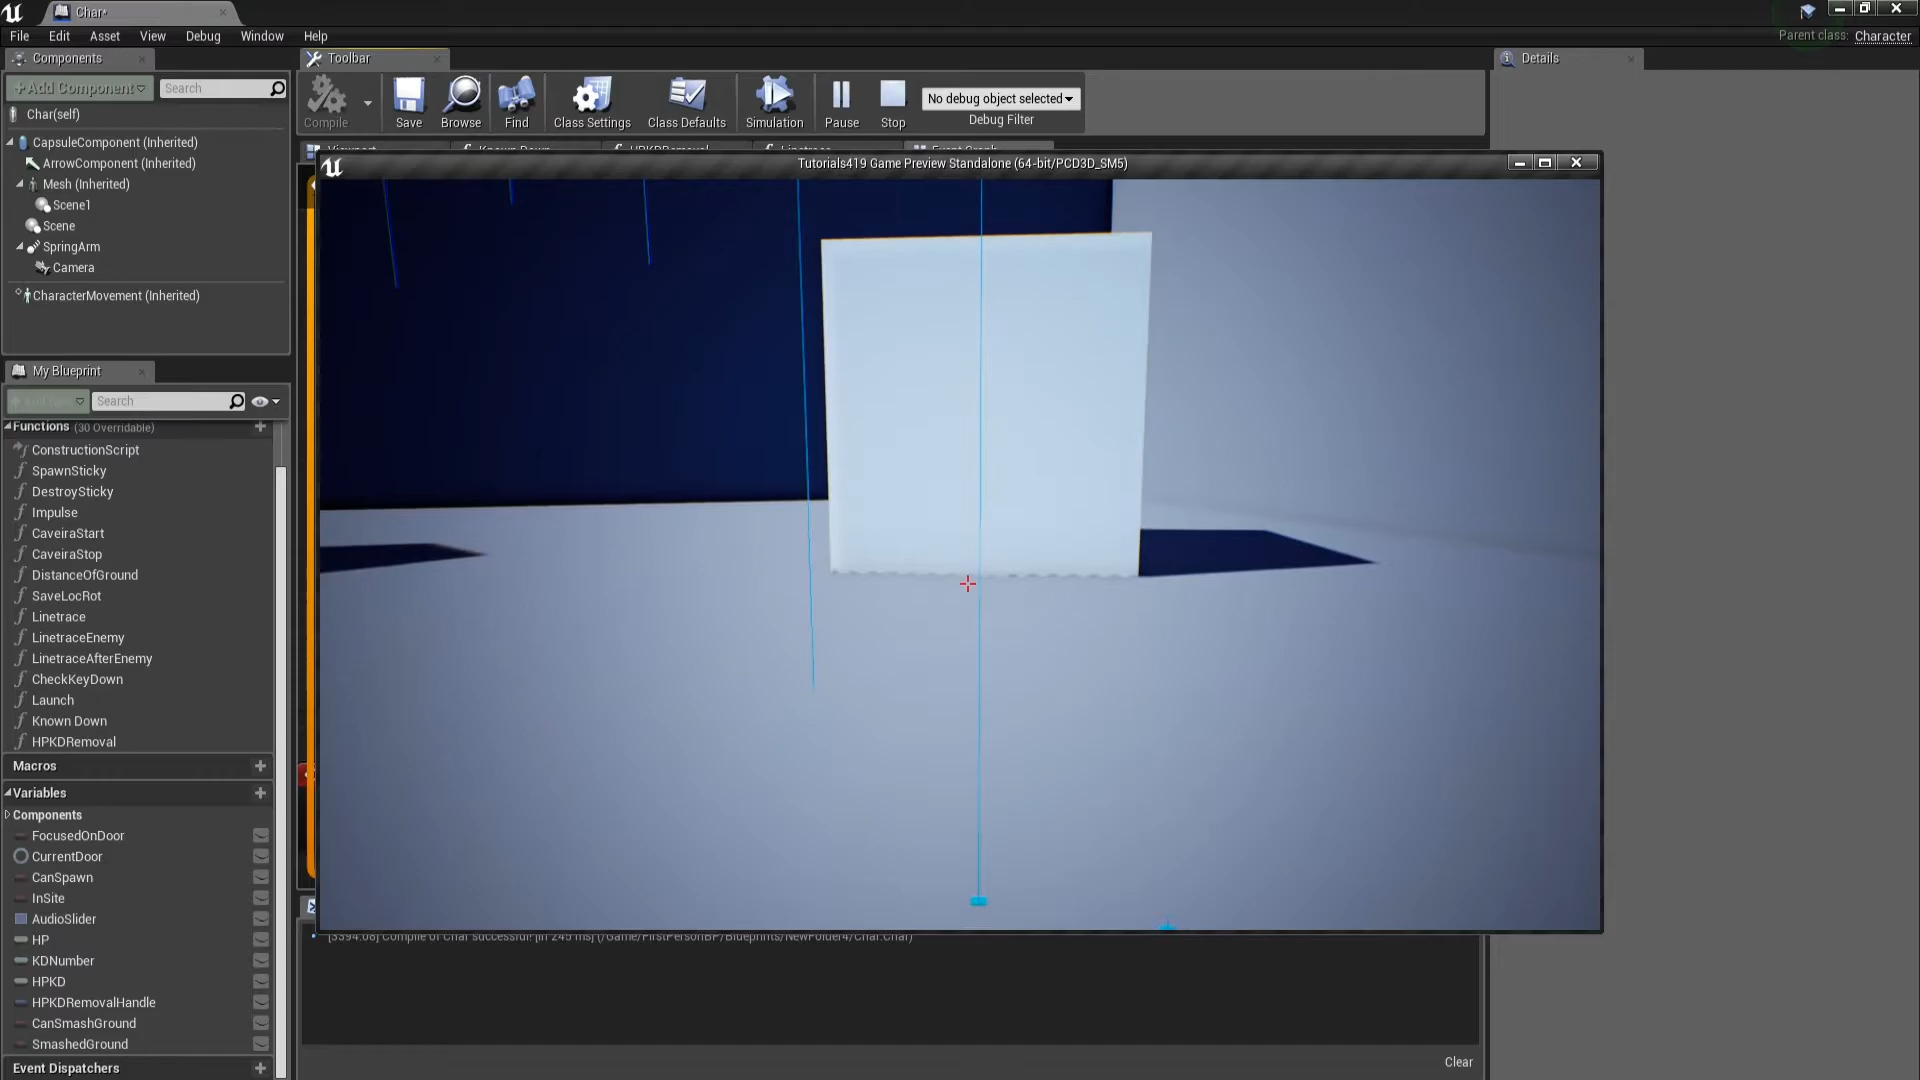 Char*
File Edit Asset View Debug Window Help
Parent class: Character
Components
Toolbar
Details
+Add Component
Search
Char(self)
CapsuleComponent (Inherited)
ArrowComponent (Inherited)
Mesh (Inherited)
Scene1
Scene
SpringArm
Camera
CharacterMovement (Inherited)
Compile
Save
Browse
Find
Class Settings
Class Defaults
Simulation
Pause
Stop
No debug object selected
Debug Filter
Viewport
Known Down
HPKDRemoval
Linetrace
Event Graph
Tutorials419 Game Preview Standalone (64-bit/PCD3D_SM5)
My Blueprint
Search
Functions (30 Overridable)
ConstructionScript
SpawnSticky
DestroySticky
Impulse
CaveiraStart
CaveiraStop
DistanceOfGround
SaveLocRot
Linetrace
LinetraceEnemy
LinetraceAfterEnemy
CheckKeyDown
Launch
Known Down
HPKDRemoval
Macros
Variables
Components
FocusedOnDoor
CurrentDoor
CanSpawn
InSite
AudioSlider
HP
KDNumber
HPKD
HPKDRemovalHandle
CanSmashGround
SmashedGround
Event Dispatchers
[3394.08] Compile of Char successful! [in 245 ms] (/Game/FirstPersonBP/Blueprints/NewFolder4/Char.Char)
Clear